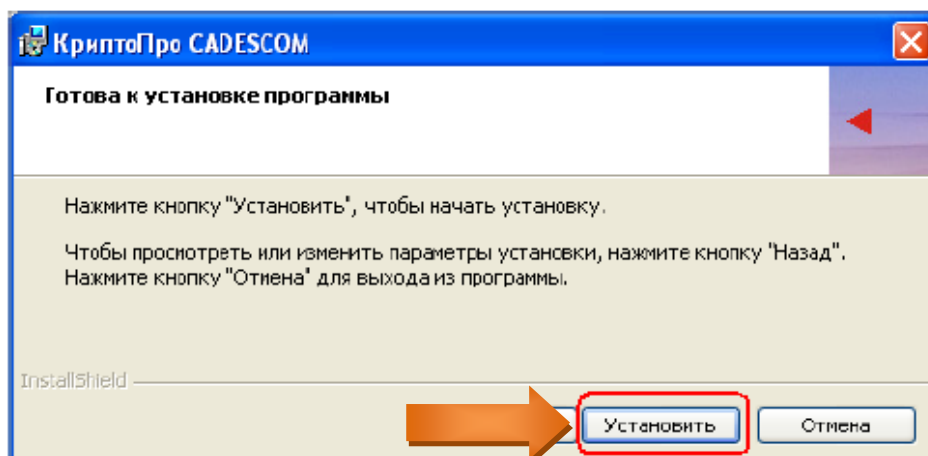 КриптоПро CADESCOM
Готова к установке программы
Нажмите кнопку "Установить", чтобы начать установку.
Чтобы просмотреть или изменить параметры установки, нажмите кнопку "Назад".
Нажмите кнопку "Отмена" для выхода из программы.
InstallShield
Установить
Отмена